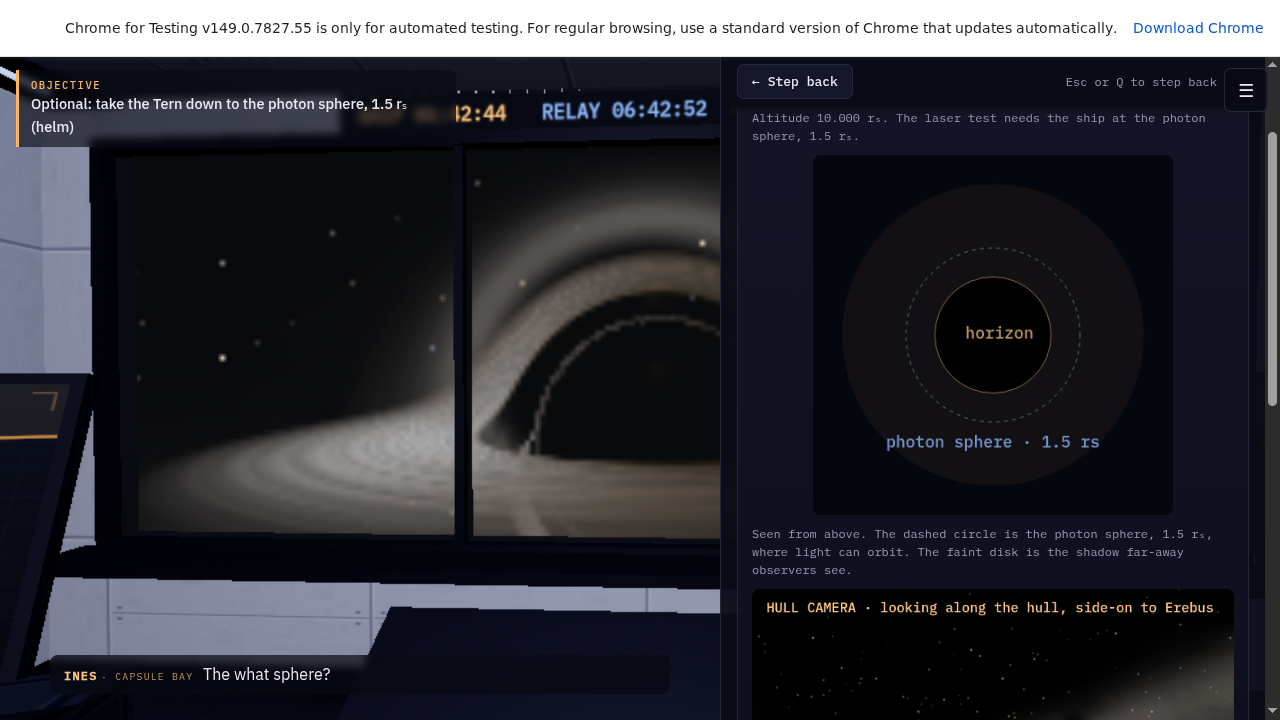 Chrome for Testing v149.0.7827.55 is only for automated testing. For regular browsing, use a standard version of Chrome that updates automatically. Download Chrome
OBJECTIVE
Optional: take the Tern down to the photon sphere, 1.5 rₛ
(helm)
42:44 RELAY 06:42:52
INES · CAPSULE BAY The what sphere?
← Step back
Esc or Q to step back
☰
Altitude 10.000 rₛ. The laser test needs the ship at the photon
sphere, 1.5 rₛ.
horizon
photon sphere · 1.5 rs
Seen from above. The dashed circle is the photon sphere, 1.5 rₛ,
where light can orbit. The faint disk is the shadow far-away
observers see.
HULL CAMERA · looking along the hull, side-on to Erebus